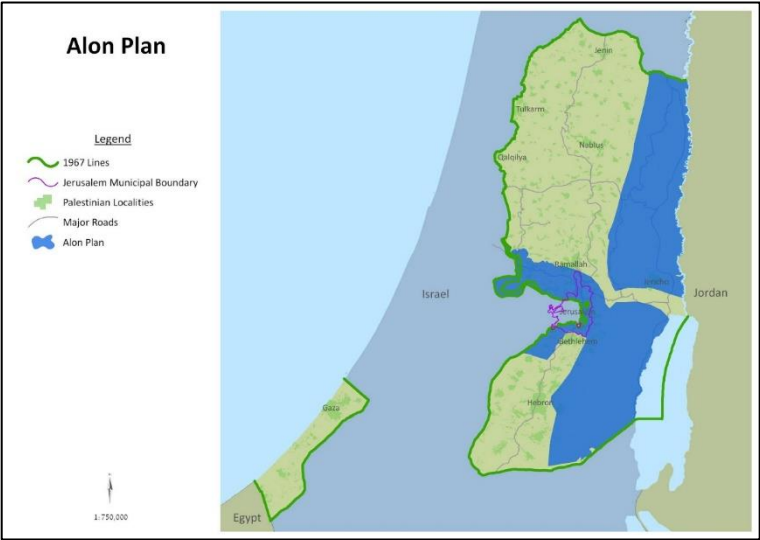 Alon Plan
Legend
1967 Lines
Jerusalem Municipal Boundary
Palestinian Localities
Major Roads
Alon Plan
1:750,000
Jenin
Tulkarm
Nablus
Qalqilya
Ramallah
Jericho
Israel
Jordan
Jerusalem
Bethlehem
Hebron
Gaza
Egypt